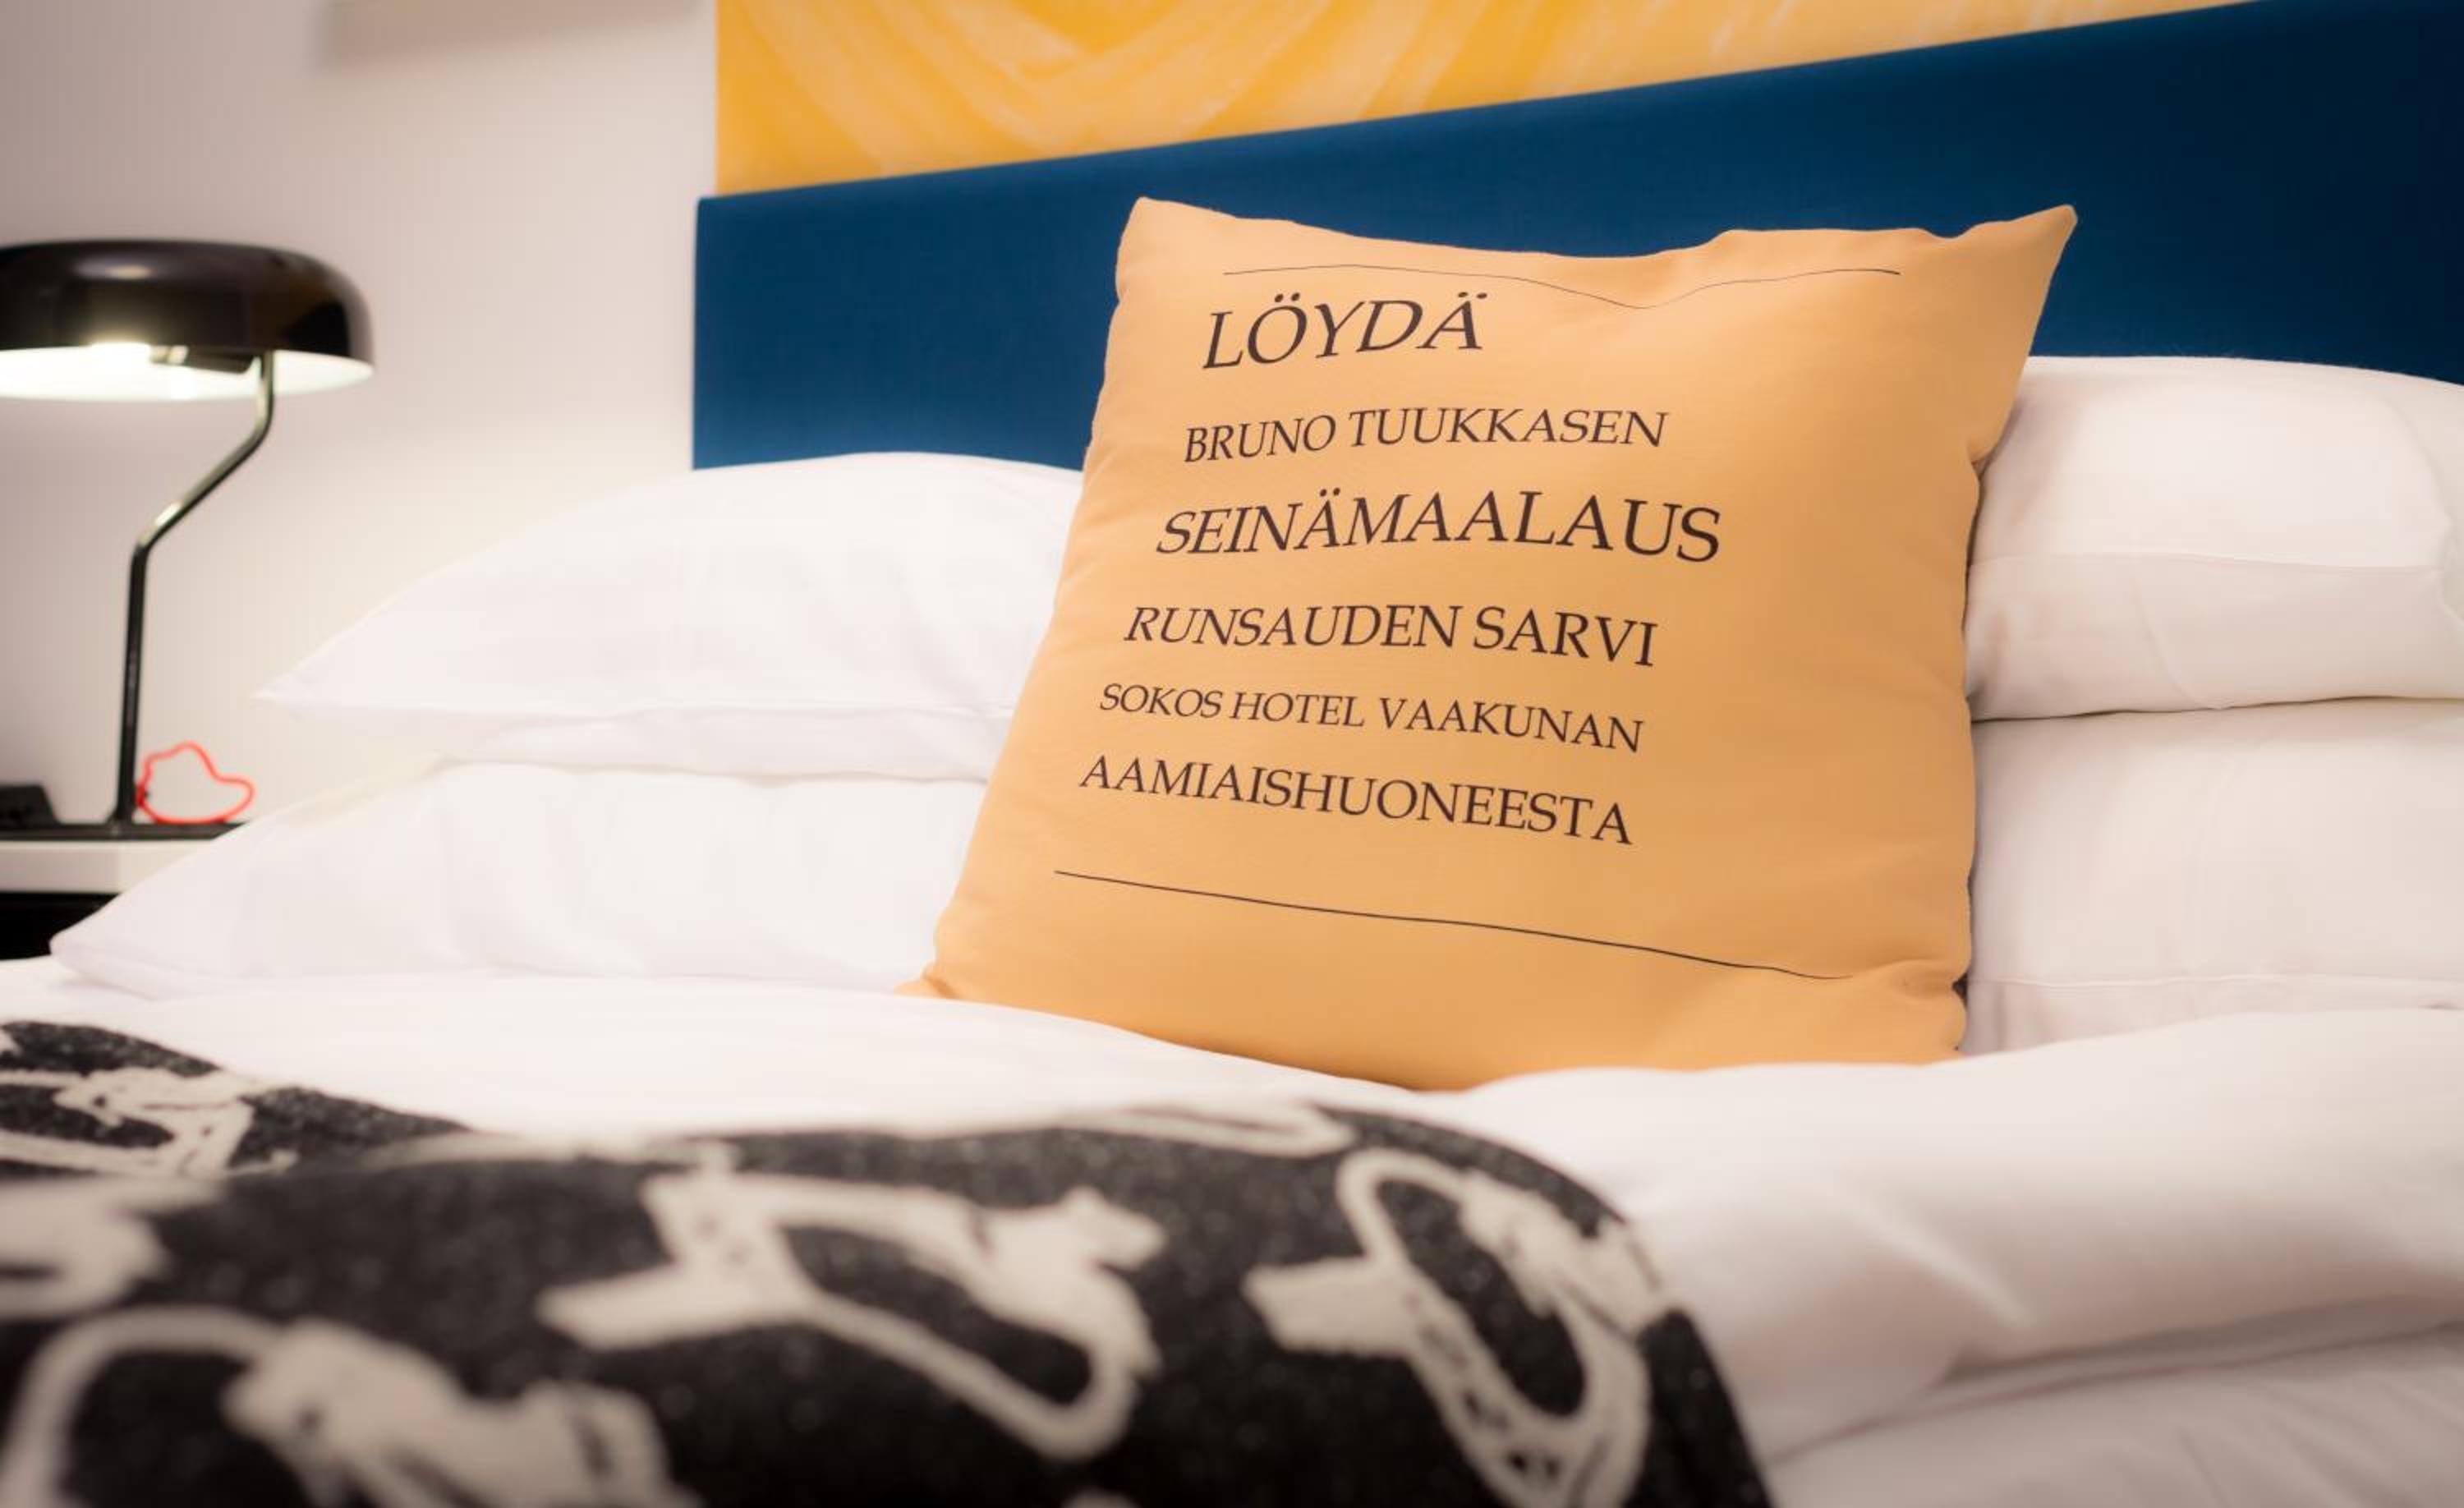 LÖYDÄ
BRUNO TUUKKASEN
SEINÄMAALAUS
RUNSAUDEN SARVI
SOKOS HOTEL VAAKUNAN
AAMIAISHUONEESTA